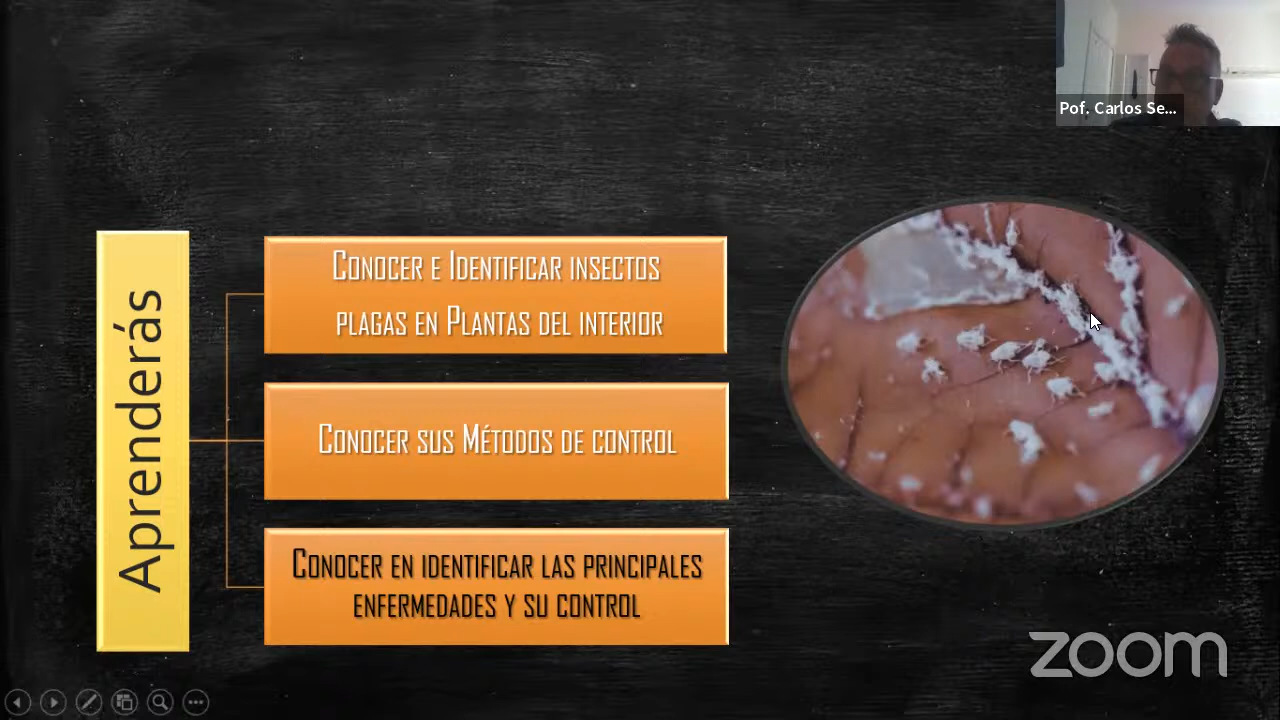 Pof. Carlos Se...
Aprenderás
Conocer e Identificar insectos
plagas en Plantas del interior
Conocer sus Métodos de control
Conocer en identificar las principales
enfermedades y su control
zoom